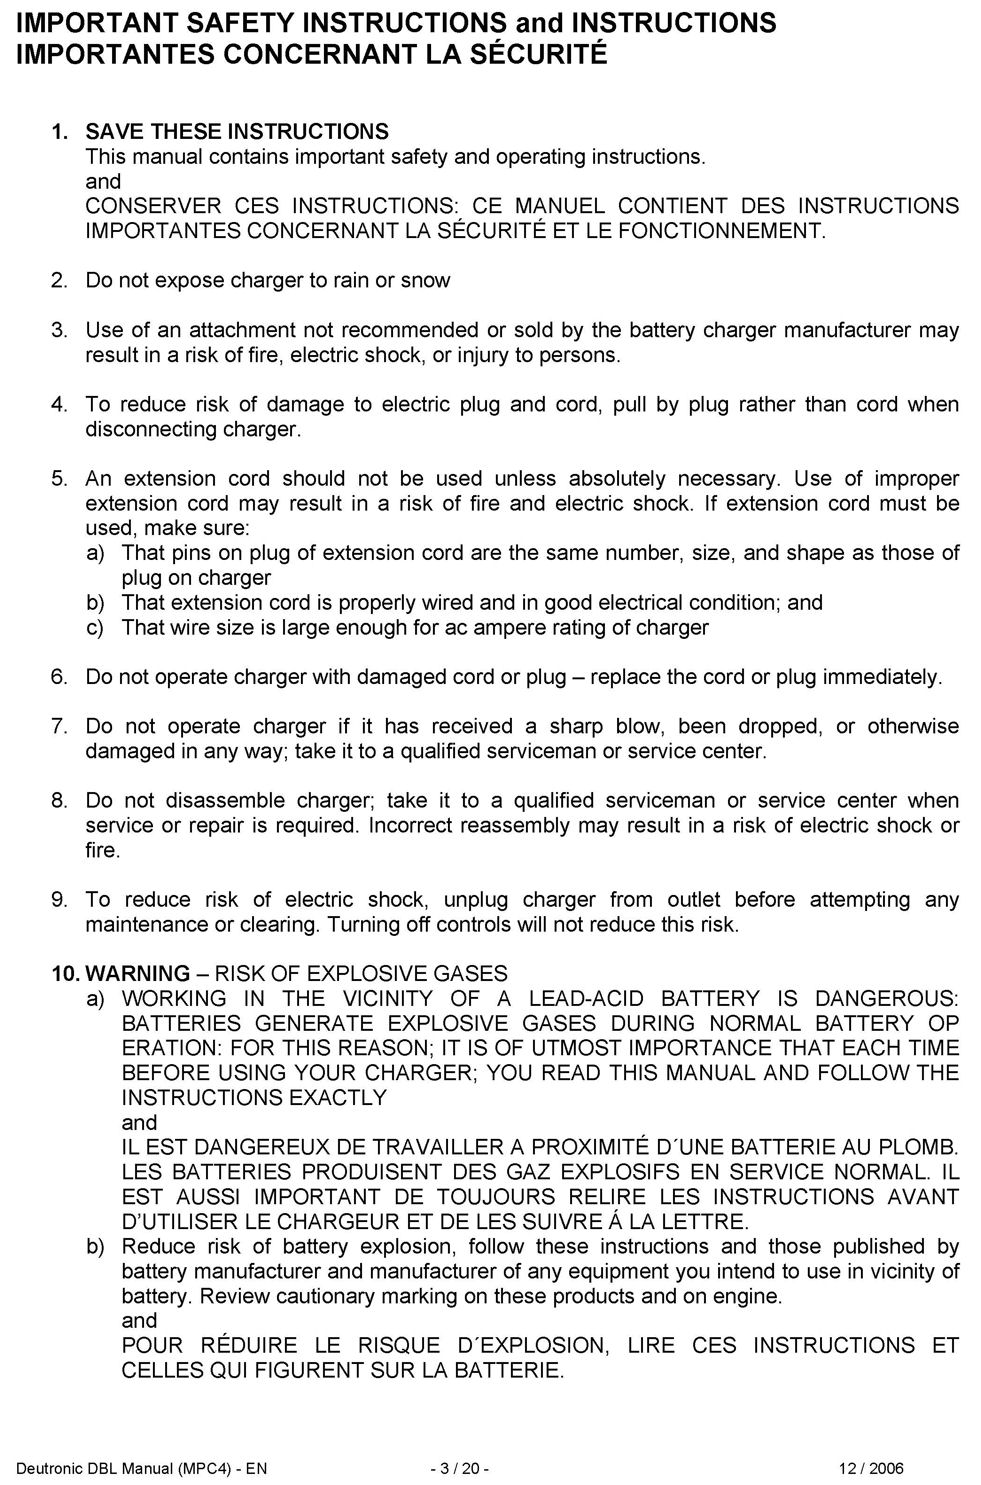 IMPORTANT SAFETY INSTRUCTIONS and INSTRUCTIONS
IMPORTANTES CONCERNANT LA SÉCURITÉ
1. SAVE THESE INSTRUCTIONS
This manual contains important safety and operating instructions.
and
CONSERVER CES INSTRUCTIONS: CE MANUEL CONTIENT DES INSTRUCTIONS
IMPORTANTES CONCERNANT LA SÉCURITÉ ET LE FONCTIONNEMENT.
2. Do not expose charger to rain or snow
3. Use of an attachment not recommended or sold by the battery charger manufacturer may
result in a risk of fire, electric shock, or injury to persons.
4. To reduce risk of damage to electric plug and cord, pull by plug rather than cord when
disconnecting charger.
5. An extension cord should not be used unless absolutely necessary. Use of improper
extension cord may result in a risk of fire and electric shock. If extension cord must be
used, make sure:
a) That pins on plug of extension cord are the same number, size, and shape as those of
plug on charger
b) That extension cord is properly wired and in good electrical condition; and
c) That wire size is large enough for ac ampere rating of charger
6. Do not operate charger with damaged cord or plug – replace the cord or plug immediately.
7. Do not operate charger if it has received a sharp blow, been dropped, or otherwise
damaged in any way; take it to a qualified serviceman or service center.
8. Do not disassemble charger; take it to a qualified serviceman or service center when
service or repair is required. Incorrect reassembly may result in a risk of electric shock or
fire.
9. To reduce risk of electric shock, unplug charger from outlet before attempting any
maintenance or clearing. Turning off controls will not reduce this risk.
10. WARNING – RISK OF EXPLOSIVE GASES
a) WORKING IN THE VICINITY OF A LEAD-ACID BATTERY IS DANGEROUS:
BATTERIES GENERATE EXPLOSIVE GASES DURING NORMAL BATTERY OP
ERATION: FOR THIS REASON; IT IS OF UTMOST IMPORTANCE THAT EACH TIME
BEFORE USING YOUR CHARGER; YOU READ THIS MANUAL AND FOLLOW THE
INSTRUCTIONS EXACTLY
and
IL EST DANGEREUX DE TRAVAILLER A PROXIMITÉ D´UNE BATTERIE AU PLOMB.
LES BATTERIES PRODUISENT DES GAZ EXPLOSIFS EN SERVICE NORMAL. IL
EST AUSSI IMPORTANT DE TOUJOURS RELIRE LES INSTRUCTIONS AVANT
D'UTILISER LE CHARGEUR ET DE LES SUIVRE Á LA LETTRE.
b) Reduce risk of battery explosion, follow these instructions and those published by
battery manufacturer and manufacturer of any equipment you intend to use in vicinity of
battery. Review cautionary marking on these products and on engine.
and
POUR RÉDUIRE LE RISQUE D´EXPLOSION, LIRE CES INSTRUCTIONS ET
CELLES QUI FIGURENT SUR LA BATTERIE.
Deutronic DBL Manual (MPC4) - EN - 3 / 20 - 12 / 2006